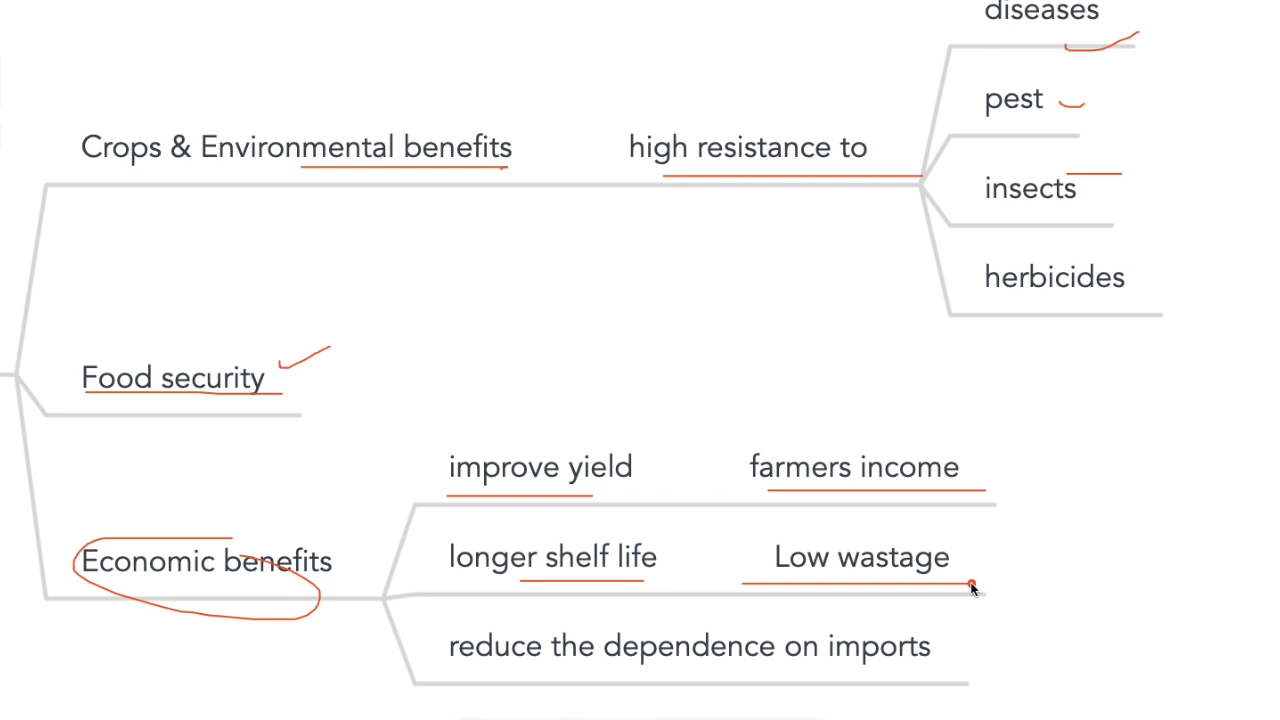 diseases
pest
Crops & Environmental benefits high resistance to
insects
herbicides
Food security
improve yield farmers income
Economic benefits
longer shelf life Low wastage
reduce the dependence on imports